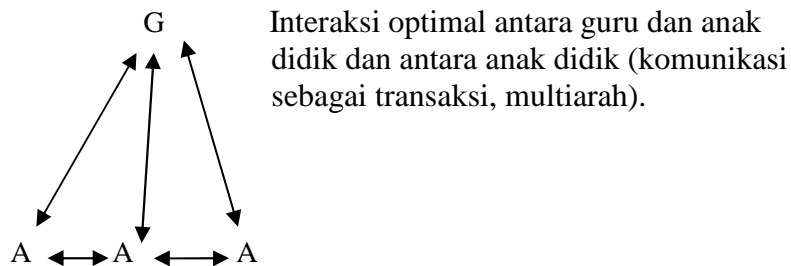 G
Interaksi optimal antara guru dan anak
didik dan antara anak didik (komunikasi
sebagai transaksi, multiarah).
A A A